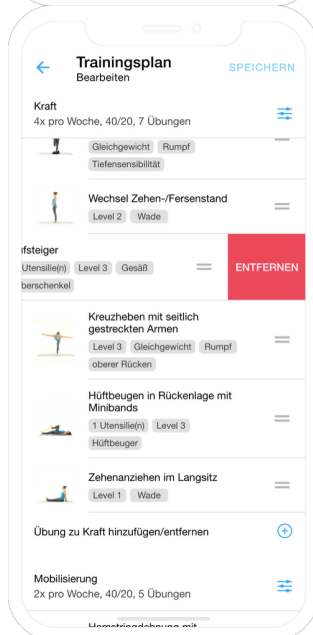 Trainingsplan
Bearbeiten
SPEICHERN
Kraft
4x pro Woche, 40/20, 7 Übungen
Gleichgewicht Rumpf
Tiefensensibilität
Wechsel Zehen-/Fersenstand
Level 2 Wade
fsteiger
Utensilie(n) Level 3 Gesäß
berschenkel
ENTFERNEN
Kreuzheben mit seitlich
gestreckten Armen
Level 3 Gleichgewicht Rumpf
oberer Rücken
Hüftbeugen in Rückenlage mit
Minibands
1 Utensilie(n) Level 3
Hüftbeuger
Zehenanziehen im Langsitz
Level 1 Wade
Übung zu Kraft hinzufügen/entfernen
Mobilisierung
2x pro Woche, 40/20, 5 Übungen
Hamstringdehnung mit